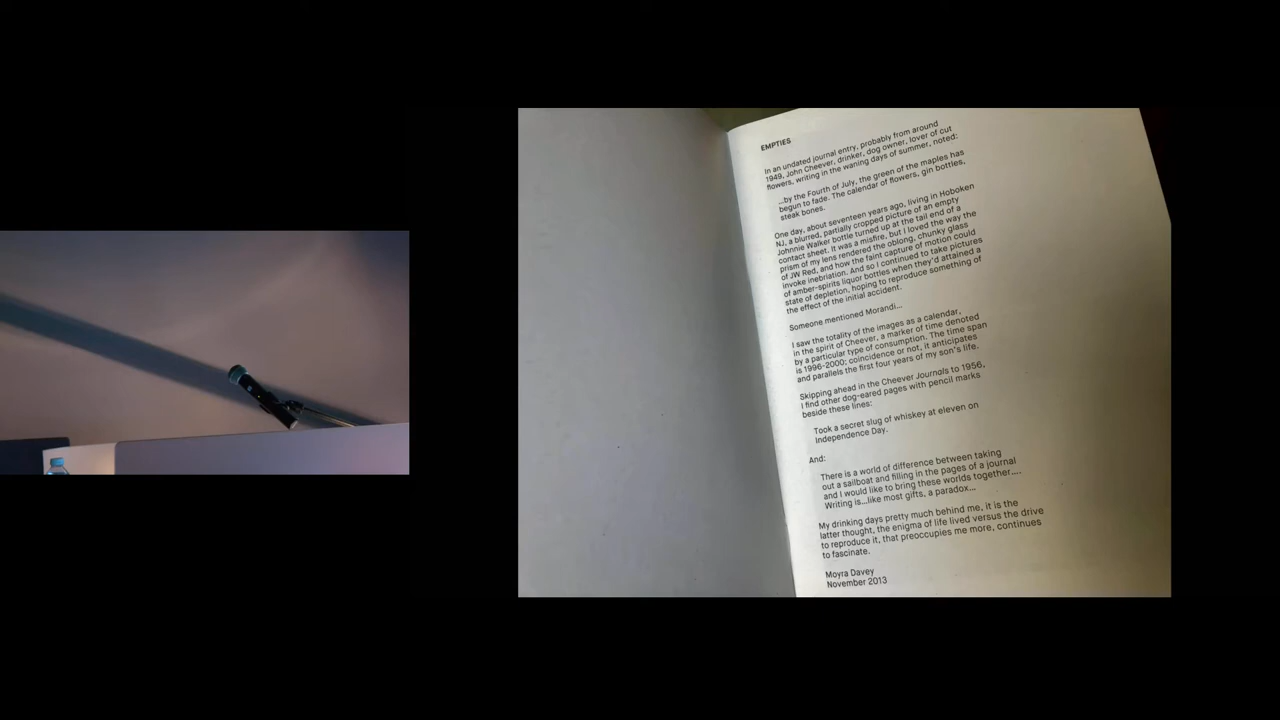 EMPTIES
In an undated journal entry, probably from around
1949, John Cheever, drinker, dog owner, lover of cut
flowers, writing in the waning days of summer, noted:
...by the Fourth of July, the green of the maples has
begun to fade. The calendar of flowers, gin bottles,
steak bones.
One day, about seventeen years ago, living in Hoboken
NJ, a blurred, partially cropped picture of an empty
Johnnie Walker bottle turned up at the tail end of a
contact sheet. It was a misfire, but I loved the way the
prism of my lens rendered the oblong, chunky glass
of JW Red, and how the faint capture of motion could
invoke inebriation. And so I continued to take pictures
of amber-spirits liquor bottles when they'd attained a
state of depletion, hoping to reproduce something of
the effect of the initial accident.
Someone mentioned Morandi...
I saw the totality of the images as a calendar,
in the spirit of Cheever, a marker of time denoted
by a particular type of consumption. The time span
is 1996-2000; coincidence or not, it anticipates
and parallels the first four years of my son's life.
Skipping ahead in the Cheever Journals to 1956,
I find other dog-eared pages with pencil marks
beside these lines:
Took a secret slug of whiskey at eleven on
Independence Day.
And:
There is a world of difference between taking
out a sailboat and filling in the pages of a journal
and I would like to bring these worlds together....
Writing is...like most gifts, a paradox...
My drinking days pretty much behind me, it is the
latter thought, the enigma of life lived versus the drive
to reproduce it, that preoccupies me more, continues
to fascinate.
Moyra Davey
November 2013